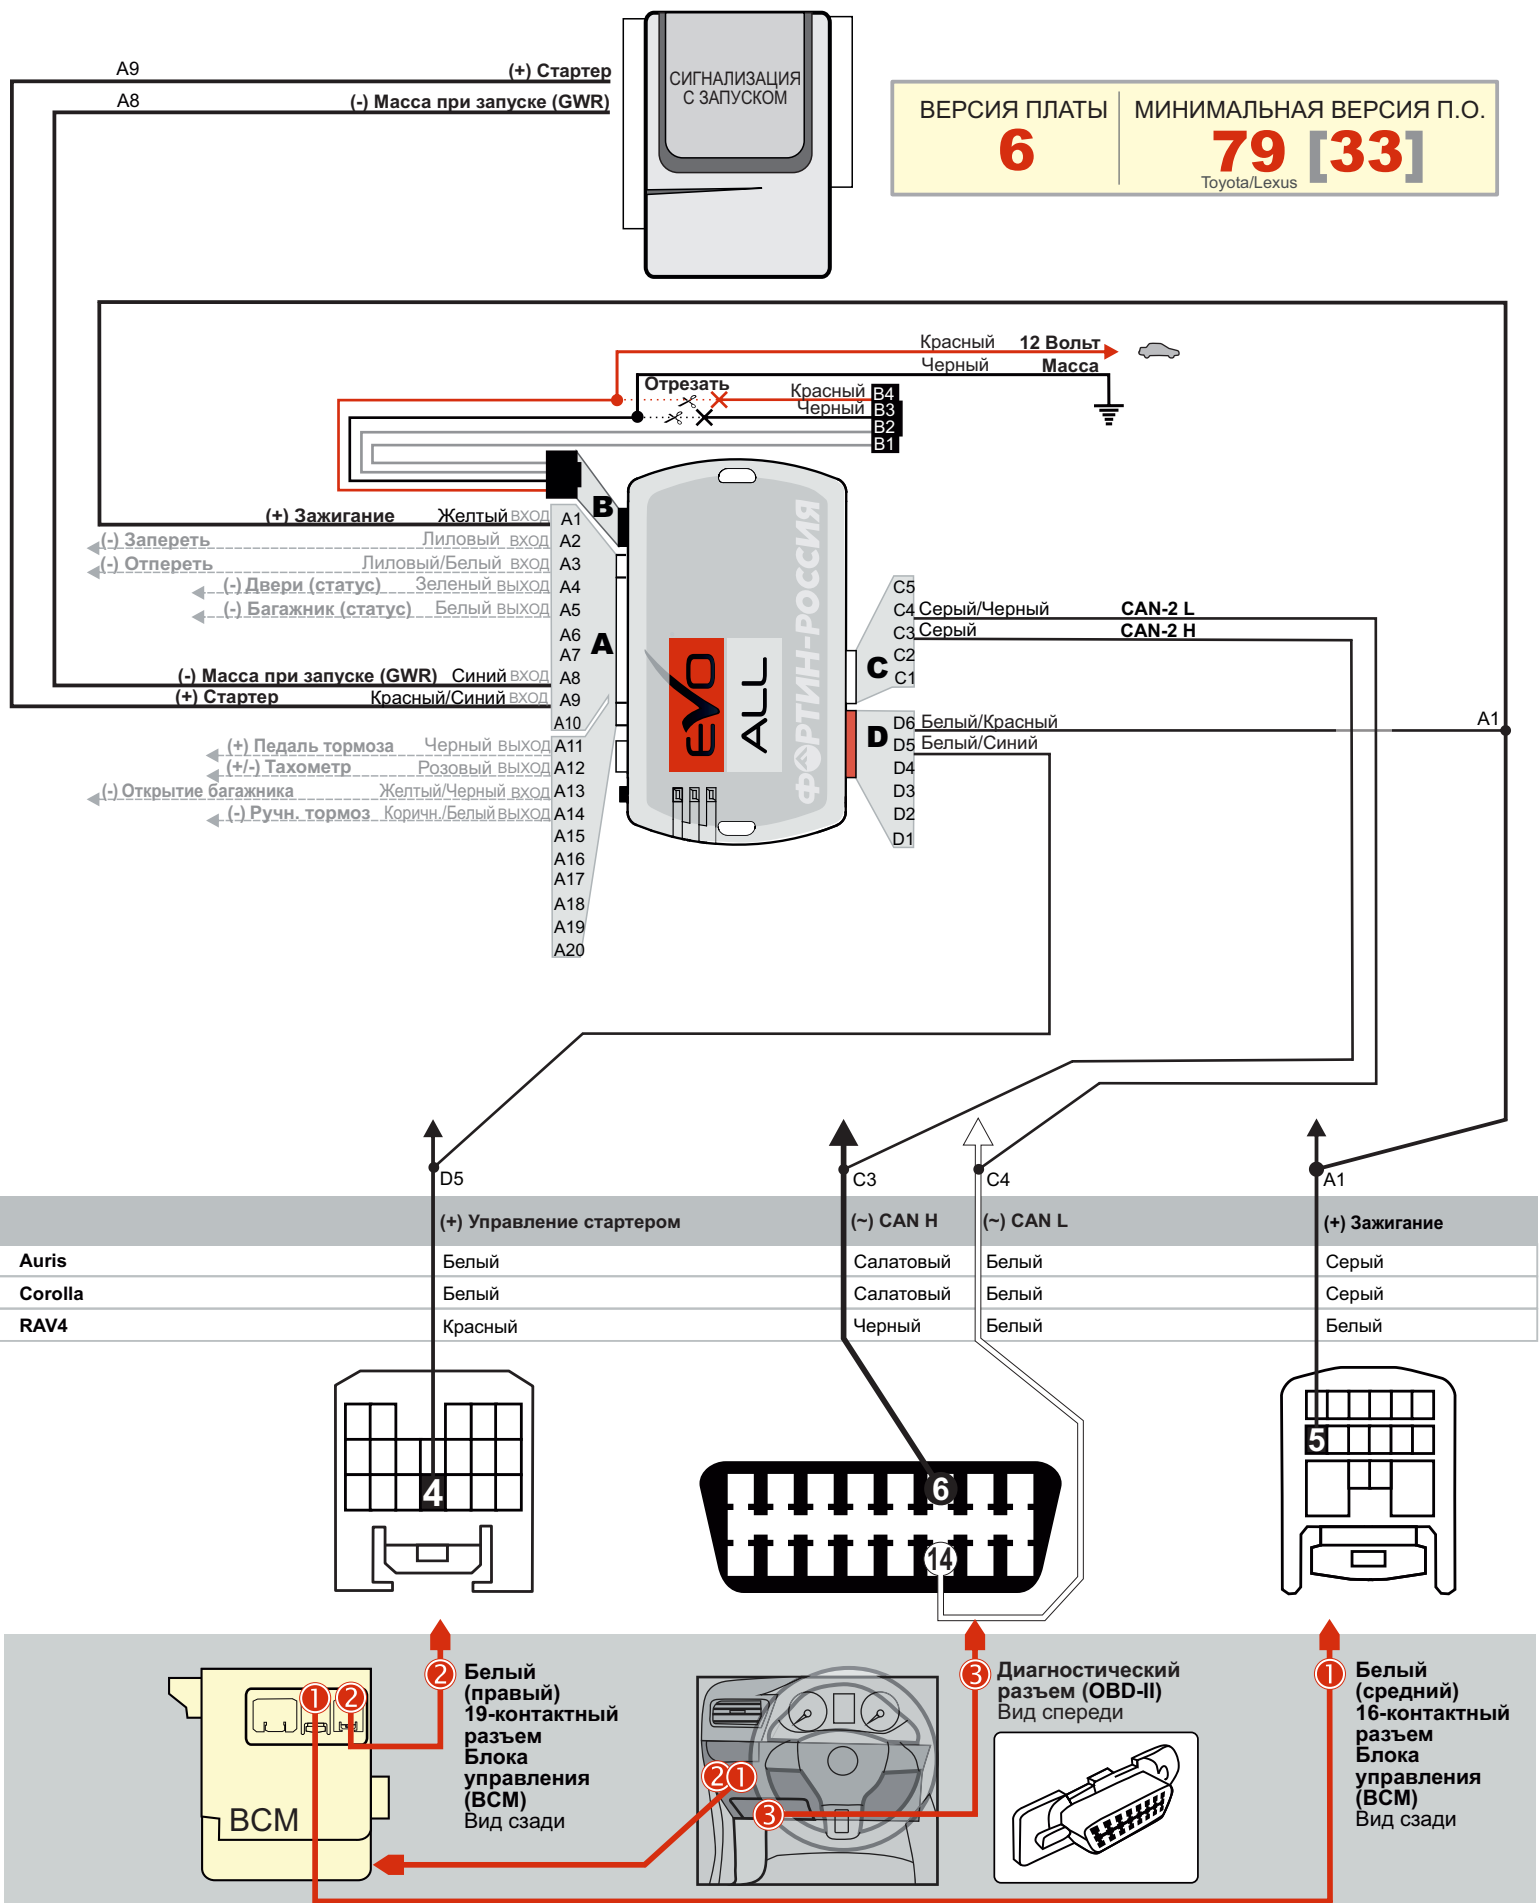 A9
(+) Стартер
A8
(-) Масса при запуске (GWR)
СИГНАЛИЗАЦИЯ
С ЗАПУСКОМ
ВЕРСИЯ ПЛАТЫ
6
МИНИМАЛЬНАЯ ВЕРСИЯ П.О.
79 [33]
Toyota/Lexus
Красный 12 Вольт
Черный Масса
Отрезать
Красный B4
Черный B3
B2
B1
B
(+) Зажигание Желтый ВХОД A1
(-) Запереть Лиловый ВХОД A2
(-) Отпереть Лиловый/Белый ВХОД A3
(-) Двери (статус) Зеленый ВЫХОД A4
(-) Багажник (статус) Белый ВЫХОД A5
A6
A7
(-) Масса при запуске (GWR) Синий ВХОД A8
(+) Стартер Красный/Синий ВХОД A9
A10
(+) Педаль тормоза Черный ВЫХОД A11
(+/-) Тахометр Розовый ВЫХОД A12
(-) Открытие багажника Желтый/Черный ВХОД A13
(-) Ручн. тормоз Коричн./Белый ВЫХОД A14
A15
A16
A17
A18
A19
A20
A
EVO
ALL
ФОРТИН-РОССИЯ
C
C5
C4 Серый/Черный CAN-2 L
C3 Серый CAN-2 H
C2
C1
D
D6 Белый/Красный
A1
D5 Белый/Синий
D4
D3
D2
D1
D5
C3
C4
A1
(+) Управление стартером
(~) CAN H
(~) CAN L
(+) Зажигание
Auris Белый Салатовый Белый Серый
Corolla Белый Салатовый Белый Серый
RAV4 Красный Черный Белый Белый
4
6
14
5
1
2
BCM
2
Белый
(правый)
19-контактный
разъем
Блока
управления
(BCM)
Вид сзади
2
1
3
3
Диагностический
разъем (OBD-II)
Вид спереди
1
Белый
(средний)
16-контактный
разъем
Блока
управления
(BCM)
Вид сзади